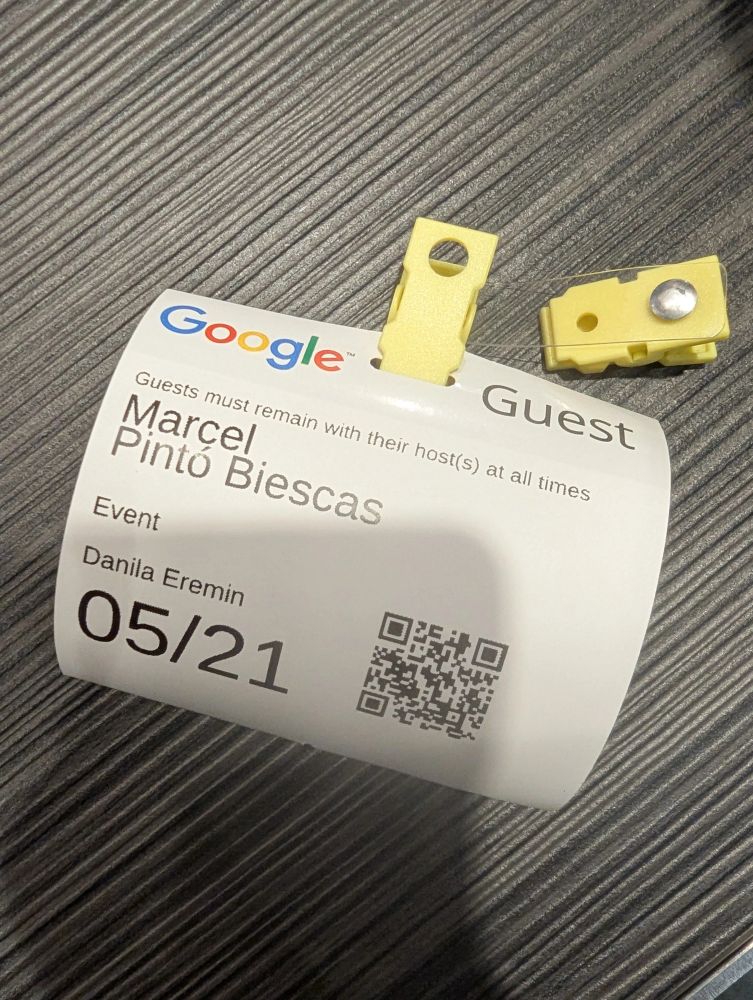 Google™
Guest
Guests must remain with their host(s) at all times
Marcel
Pintó Biescas
Event
Danila Eremin
05/21